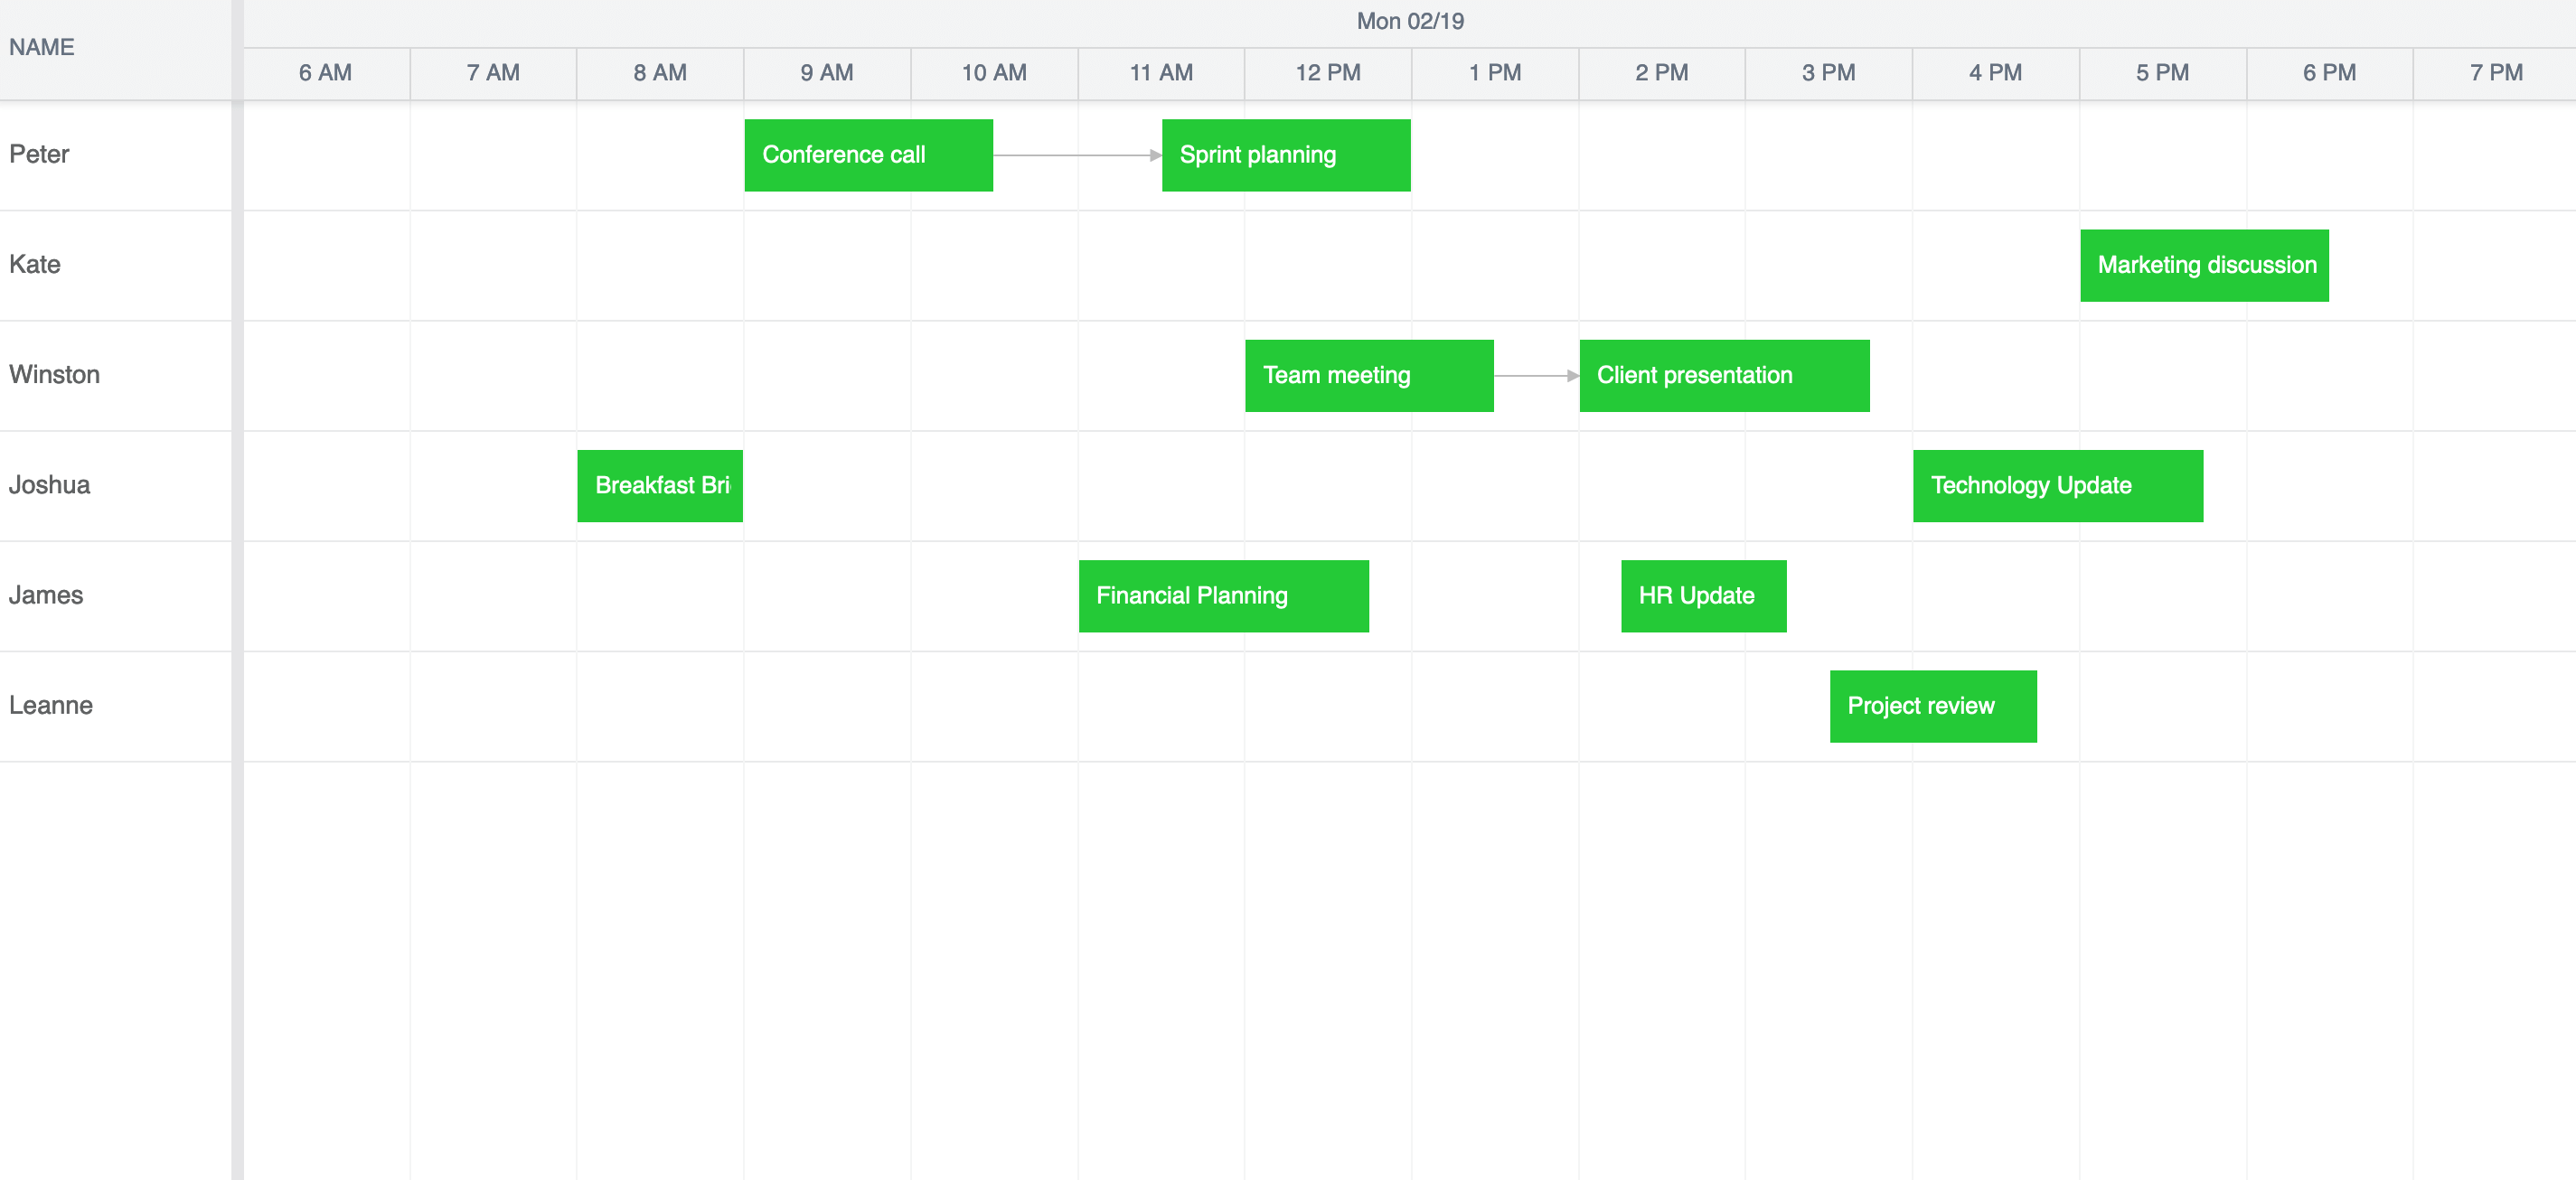 NAME
Mon 02/19
6 AM 7 AM 8 AM 9 AM 10 AM 11 AM 12 PM 1 PM 2 PM 3 PM 4 PM 5 PM 6 PM 7 PM
Peter Conference call Sprint planning
Kate Marketing discussion
Winston Team meeting Client presentation
Joshua Breakfast Bri Technology Update
James Financial Planning HR Update
Leanne Project review